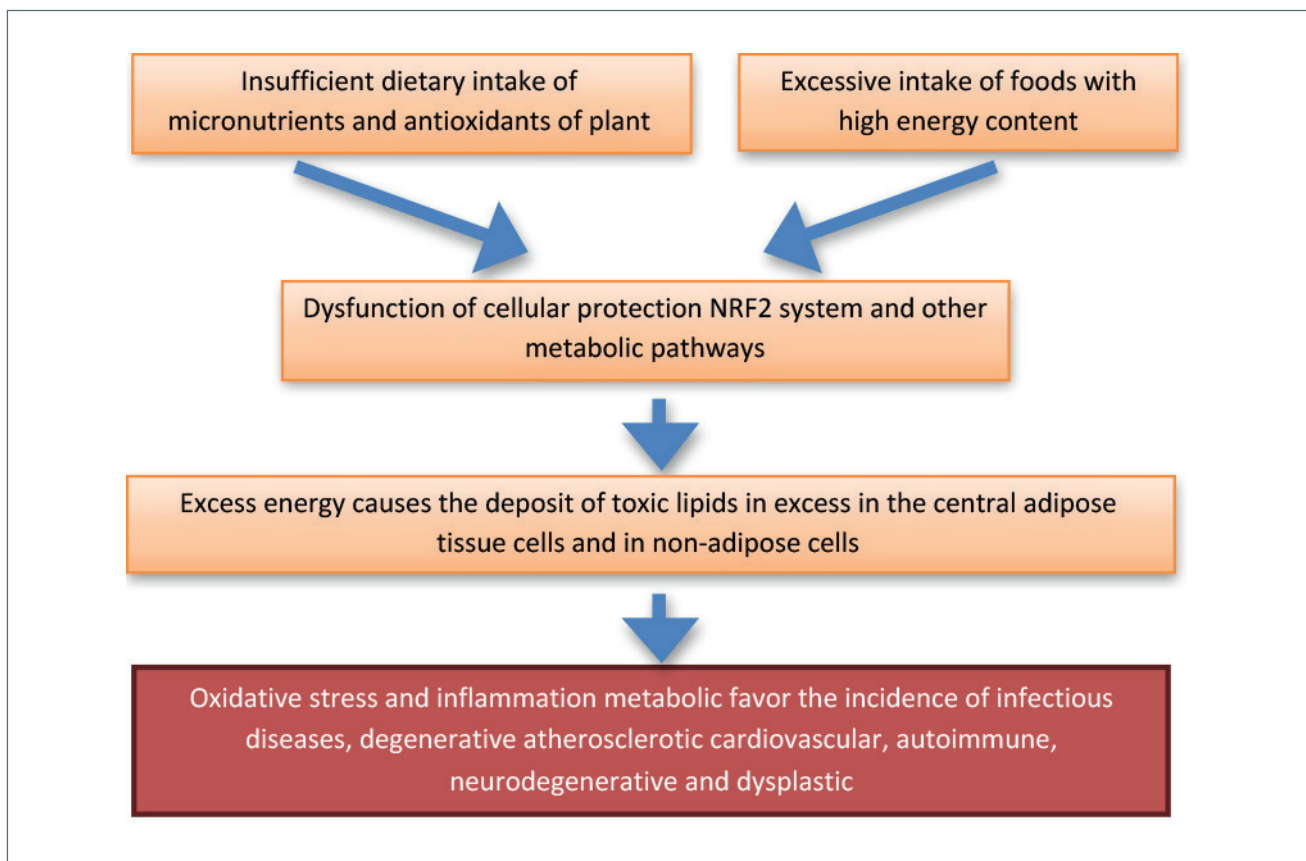 Insufficient dietary intake of
micronutrients and antioxidants of plant
Excessive intake of foods with
high energy content
Dysfunction of cellular protection NRF2 system and other
metabolic pathways
Excess energy causes the deposit of toxic lipids in excess in the central adipose
tissue cells and in non-adipose cells
Oxidative stress and inflammation metabolic favor the incidence of infectious
diseases, degenerative atherosclerotic cardiovascular, autoimmune,
neurodegenerative and dysplastic